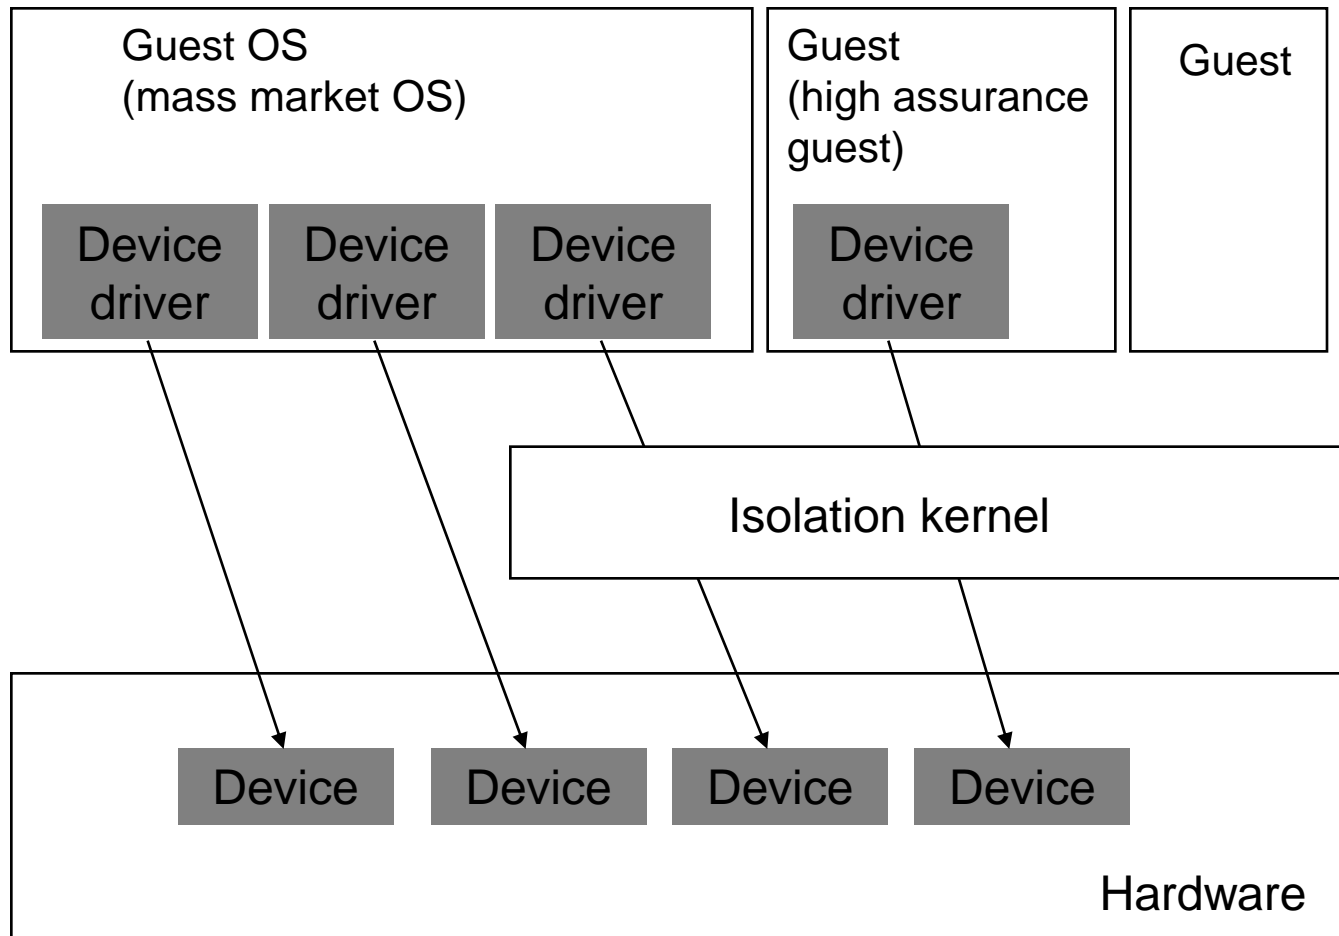 Guest OS
(mass market OS)
Guest
(high assurance
guest)
Guest
Device
driver
Device
driver
Device
driver
Device
driver
Isolation kernel
Device
Device
Device
Device
Hardware